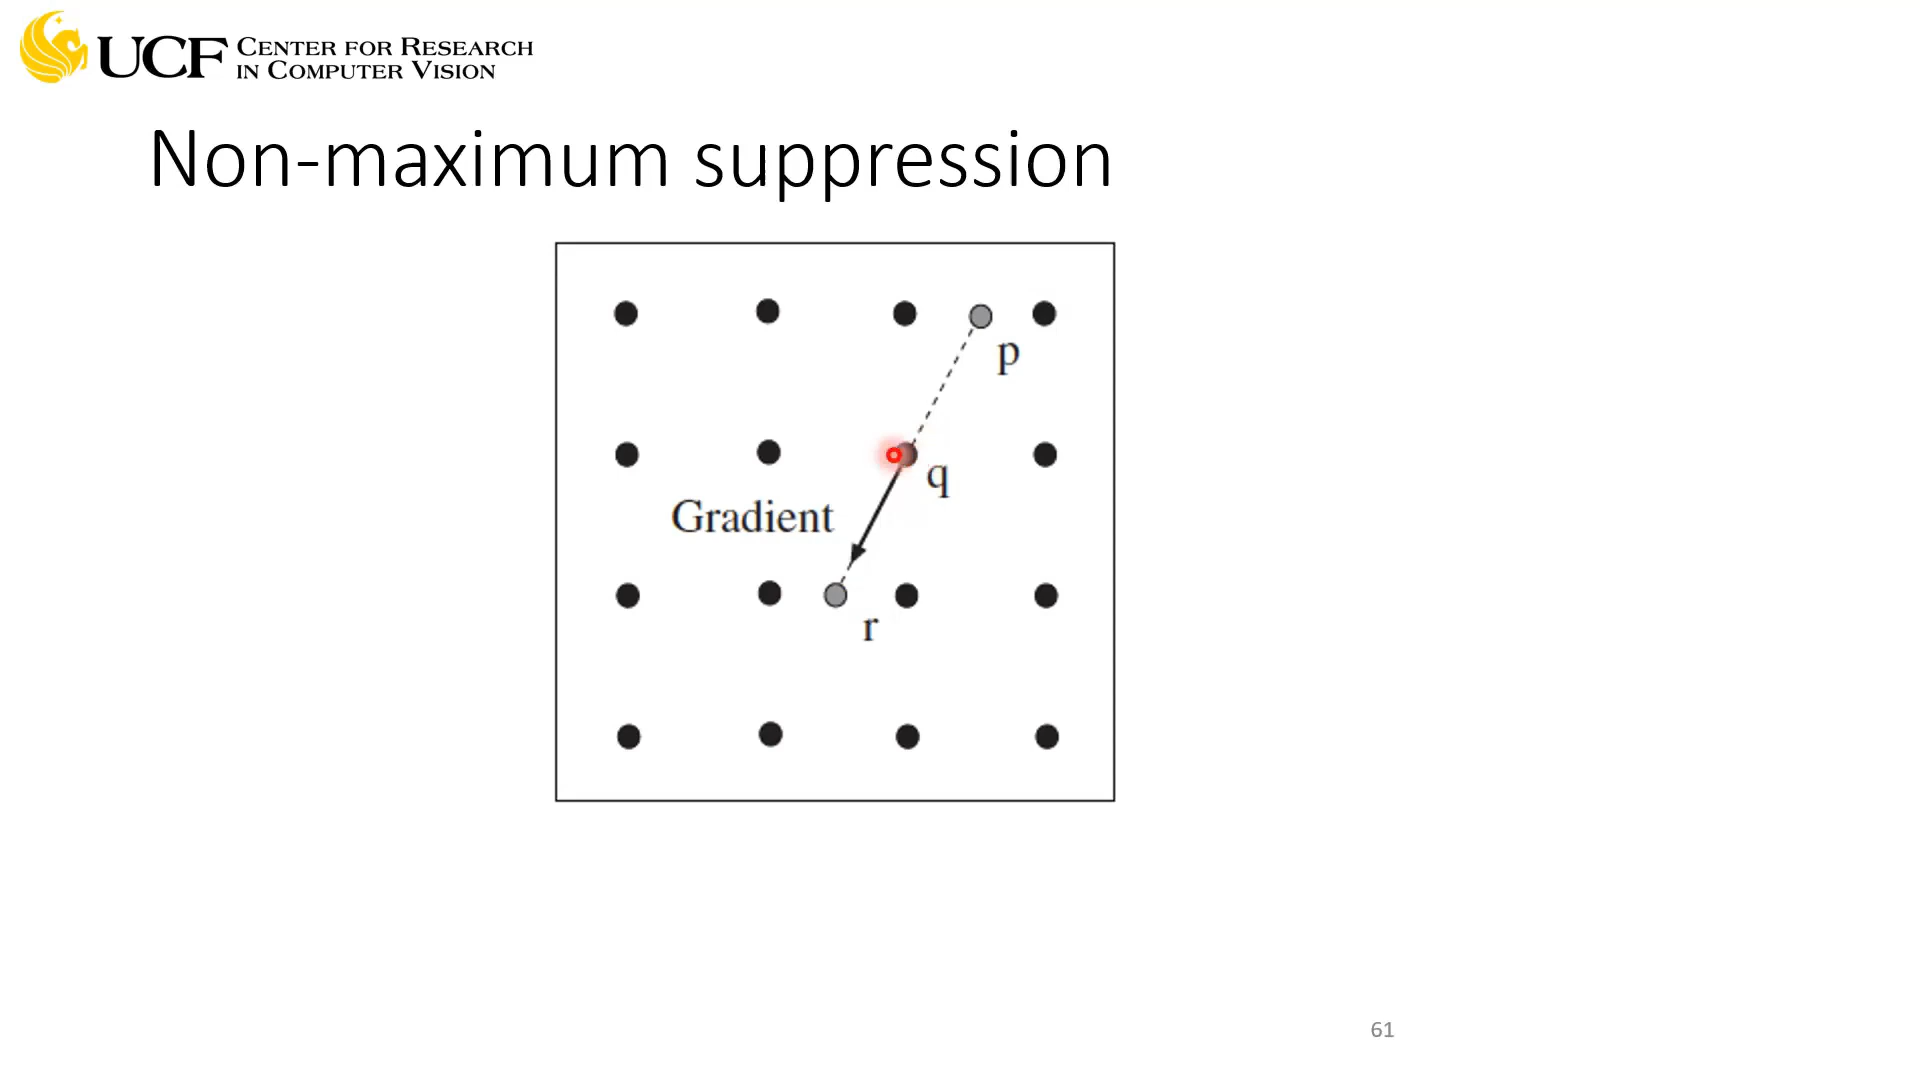 UCF CENTER FOR RESEARCH
IN COMPUTER VISION
Non-maximum suppression
p
q
Gradient
r
61